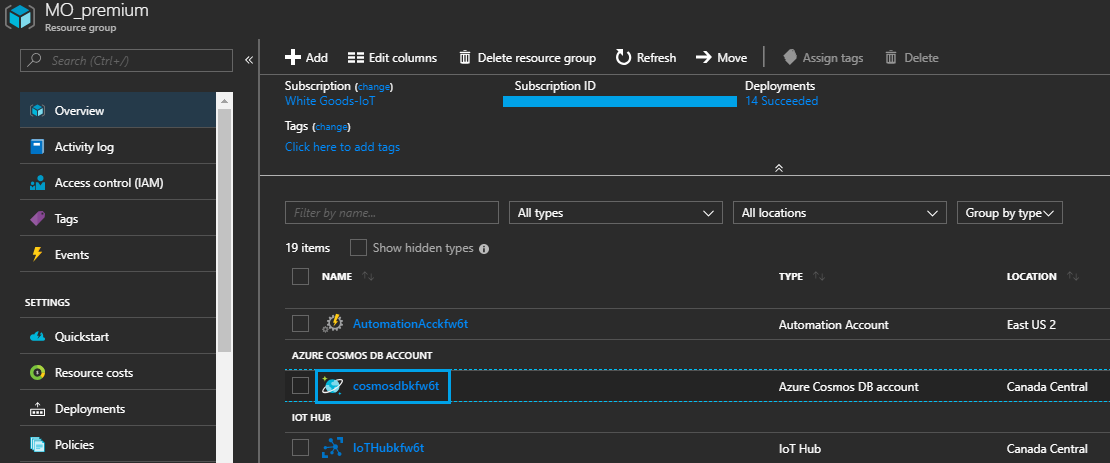 MO_premium
Resource group
Search (Ctrl+/)
Overview
Activity log
Access control (IAM)
Tags
Events
SETTINGS
Quickstart
Resource costs
Deployments
Policies
Add Edit columns Delete resource group Refresh Move Assign tags Delete
Subscription (change) Subscription ID Deployments
White Goods-IoT 14 Succeeded
Tags (change)
Click here to add tags
Filter by name... All types All locations Group by type
19 items Show hidden types
NAME TYPE LOCATION
AutomationAcckfw6t Automation Account East US 2
AZURE COSMOS DB ACCOUNT
cosmosdbkfw6t Azure Cosmos DB account Canada Central
IOT HUB
IoTHubkfw6t IoT Hub Canada Central